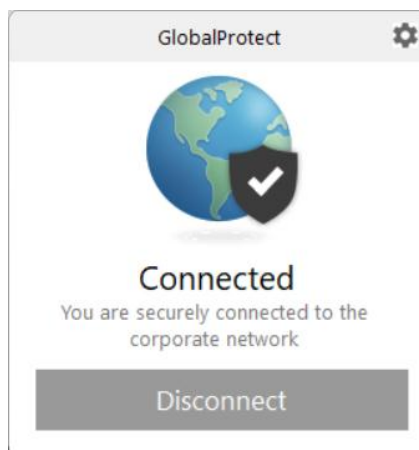 GlobalProtect
Connected
You are securely connected to the
corporate network
Disconnect